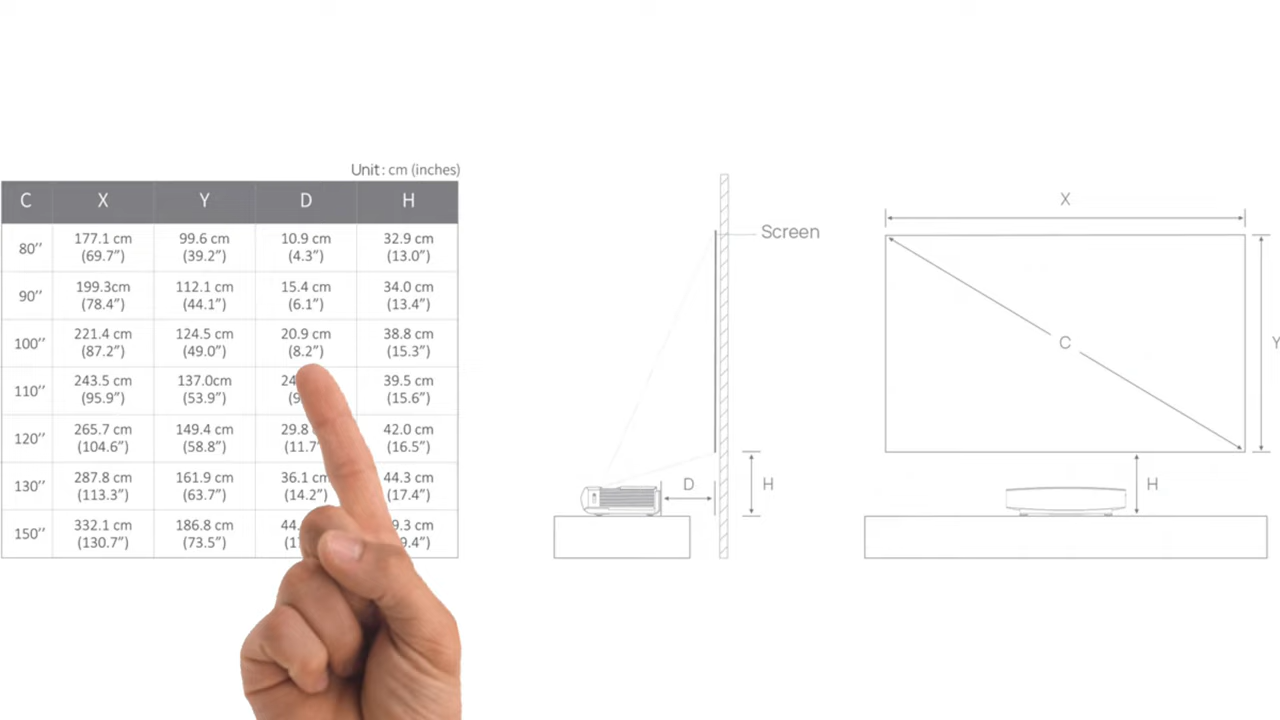 Unit : cm (inches)
C X Y D H
80’’ 177.1 cm (69.7”) 99.6 cm (39.2”) 10.9 cm (4.3”) 32.9 cm (13.0”)
90’’ 199.3cm (78.4”) 112.1 cm (44.1”) 15.4 cm (6.1”) 34.0 cm (13.4”)
100’’ 221.4 cm (87.2”) 124.5 cm (49.0”) 20.9 cm (8.2”) 38.8 cm (15.3”)
110’’ 243.5 cm (95.9”) 137.0cm (53.9”) 39.5 cm (15.6”)
120’’ 265.7 cm (104.6”) 149.4 cm (58.8”) 29.8 (11.7” 42.0 cm (16.5”)
130’’ 287.8 cm (113.3”) 161.9 cm (63.7”) 36.1 cm (14.2”) 44.3 cm (17.4”)
150’’ 332.1 cm (130.7”) 186.8 cm (73.5”)
Screen
D
H
X
C
Y
H